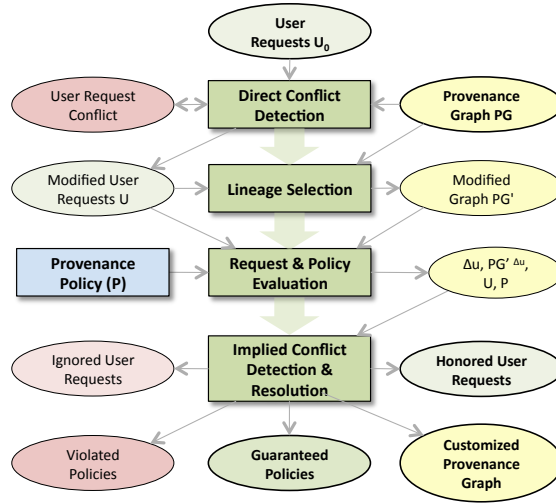 User
Requests U₀
User Request
Conflict
Direct Conflict
Detection
Provenance
Graph PG
Modified User
Requests U
Lineage Selection
Modified
Graph PG'
Provenance
Policy (P)
Request & Policy
Evaluation
Δu, PG’ ᐞᵘ,
U, P
Ignored User
Requests
Implied Conflict
Detection &
Resolution
Honored User
Requests
Violated
Policies
Guaranteed
Policies
Customized
Provenance
Graph